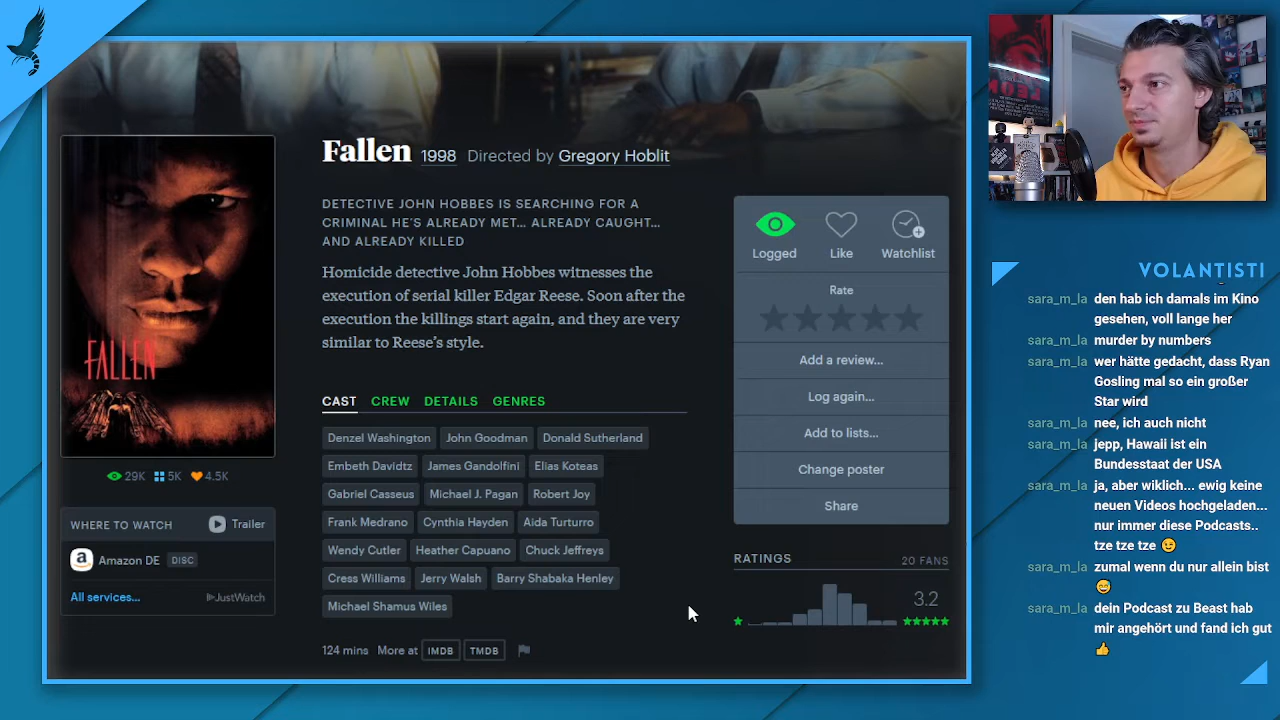 Fallen 1998 Directed by Gregory Hoblit
DETECTIVE JOHN HOBBES IS SEARCHING FOR A
CRIMINAL HE'S ALREADY MET... ALREADY CAUGHT...
AND ALREADY KILLED
Homicide detective John Hobbes witnesses the
execution of serial killer Edgar Reese. Soon after the
execution the killings start again, and they are very
similar to Reese's style.
CAST CREW DETAILS GENRES
Denzel Washington John Goodman Donald Sutherland
Embeth Davidtz James Gandolfini Elias Koteas
Gabriel Casseus Michael J. Pagan Robert Joy
Frank Medrano Cynthia Hayden Aida Turturro
Wendy Cutler Heather Capuano Chuck Jeffreys
Cress Williams Jerry Walsh Barry Shabaka Henley
Michael Shamus Wiles
124 mins More at IMDB TMDB
FALLEN
29K 5K 4.5K
WHERE TO WATCH Trailer
Amazon DE DISC
All services... JustWatch
Logged Like Watchlist
Rate
Add a review...
Log again...
Add to lists...
Change poster
Share
RATINGS 20 FANS
3.2
VOLANTISTI
sara_m_la den hab ich damals im Kino
gesehen, voll lange her
sara_m_la murder by numbers
sara_m_la wer hätte gedacht, dass Ryan
Gosling mal so ein großer
Star wird
sara_m_la nee, ich auch nicht
sara_m_la jepp, Hawaii ist ein
Bundesstaat der USA
sara_m_la ja, aber wiklich... ewig keine
neuen Videos hochgeladen...
nur immer diese Podcasts..
tze tze tze 😉
sara_m_la zumal wenn du nur allein bist
😅
sara_m_la dein Podcast zu Beast hab
mir angehört und fand ich gut
👍